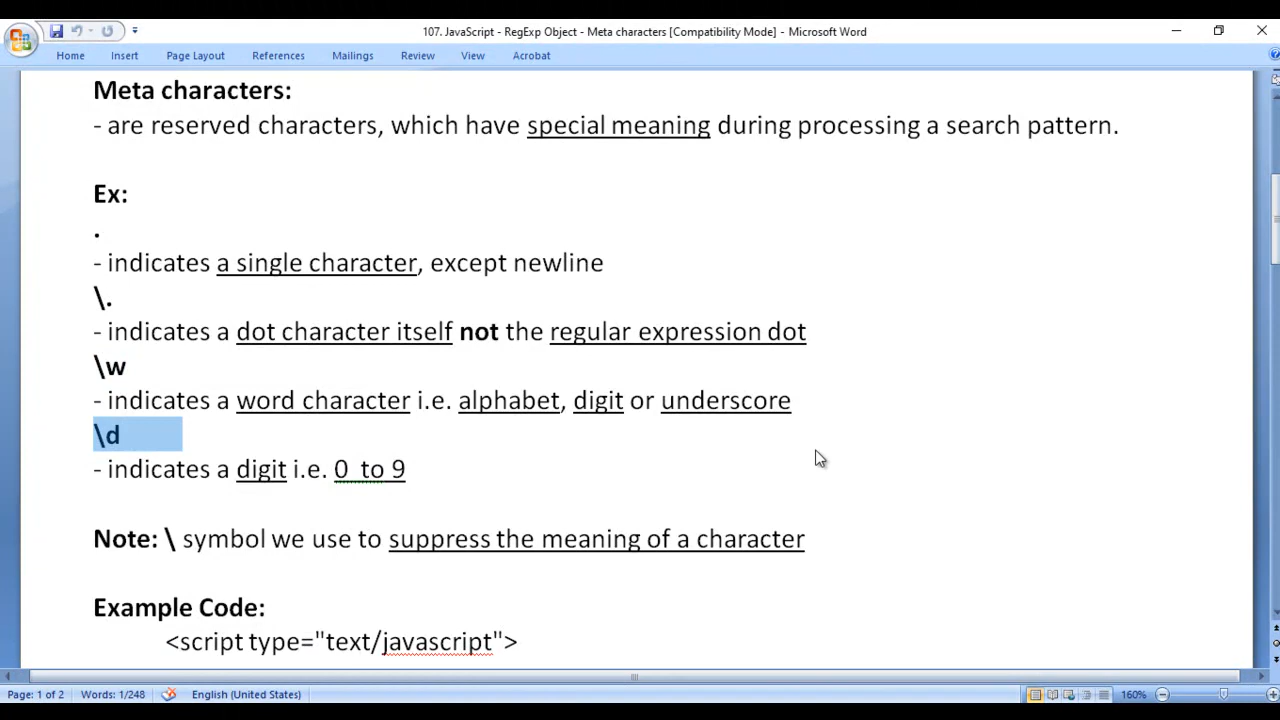 107. JavaScript - RegExp Object - Meta characters [Compatibility Mode] - Microsoft Word
Home Insert Page Layout References Mailings Review View Acrobat
Meta characters:
- are reserved characters, which have special meaning during processing a search pattern.
Ex:
.
- indicates a single character, except newline
\.
- indicates a dot character itself not the regular expression dot
\w
- indicates a word character i.e. alphabet, digit or underscore
\d
- indicates a digit i.e. 0  to 9
Note: \ symbol we use to suppress the meaning of a character
Example Code:
<script type="text/javascript">
Page: 1 of 2 Words: 1/248 English (United States) 160%